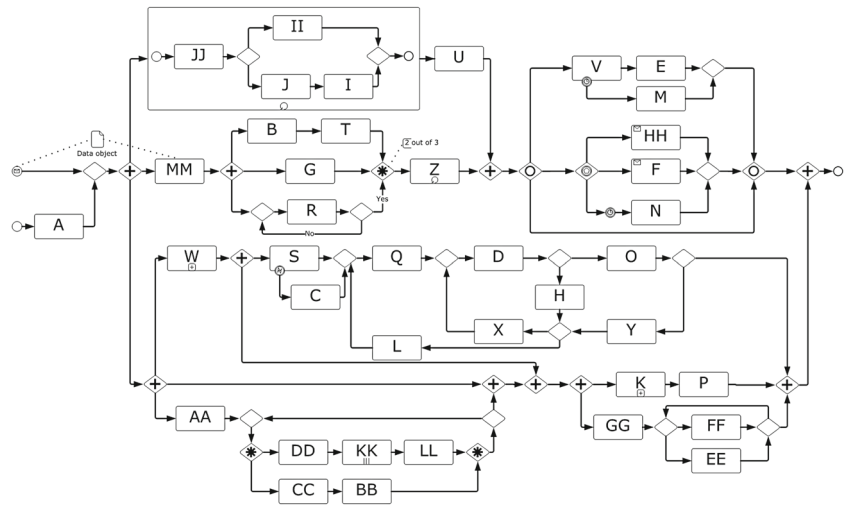 II
JJ
U
J
I
V
E
M
B
T
2 out of 3
HH
Data object
MM
G
Z
F
Yes
A
R
N
No
W
S
Q
D
O
C
H
X
Y
L
K
P
AA
GG
FF
DD
KK
LL
EE
CC
BB